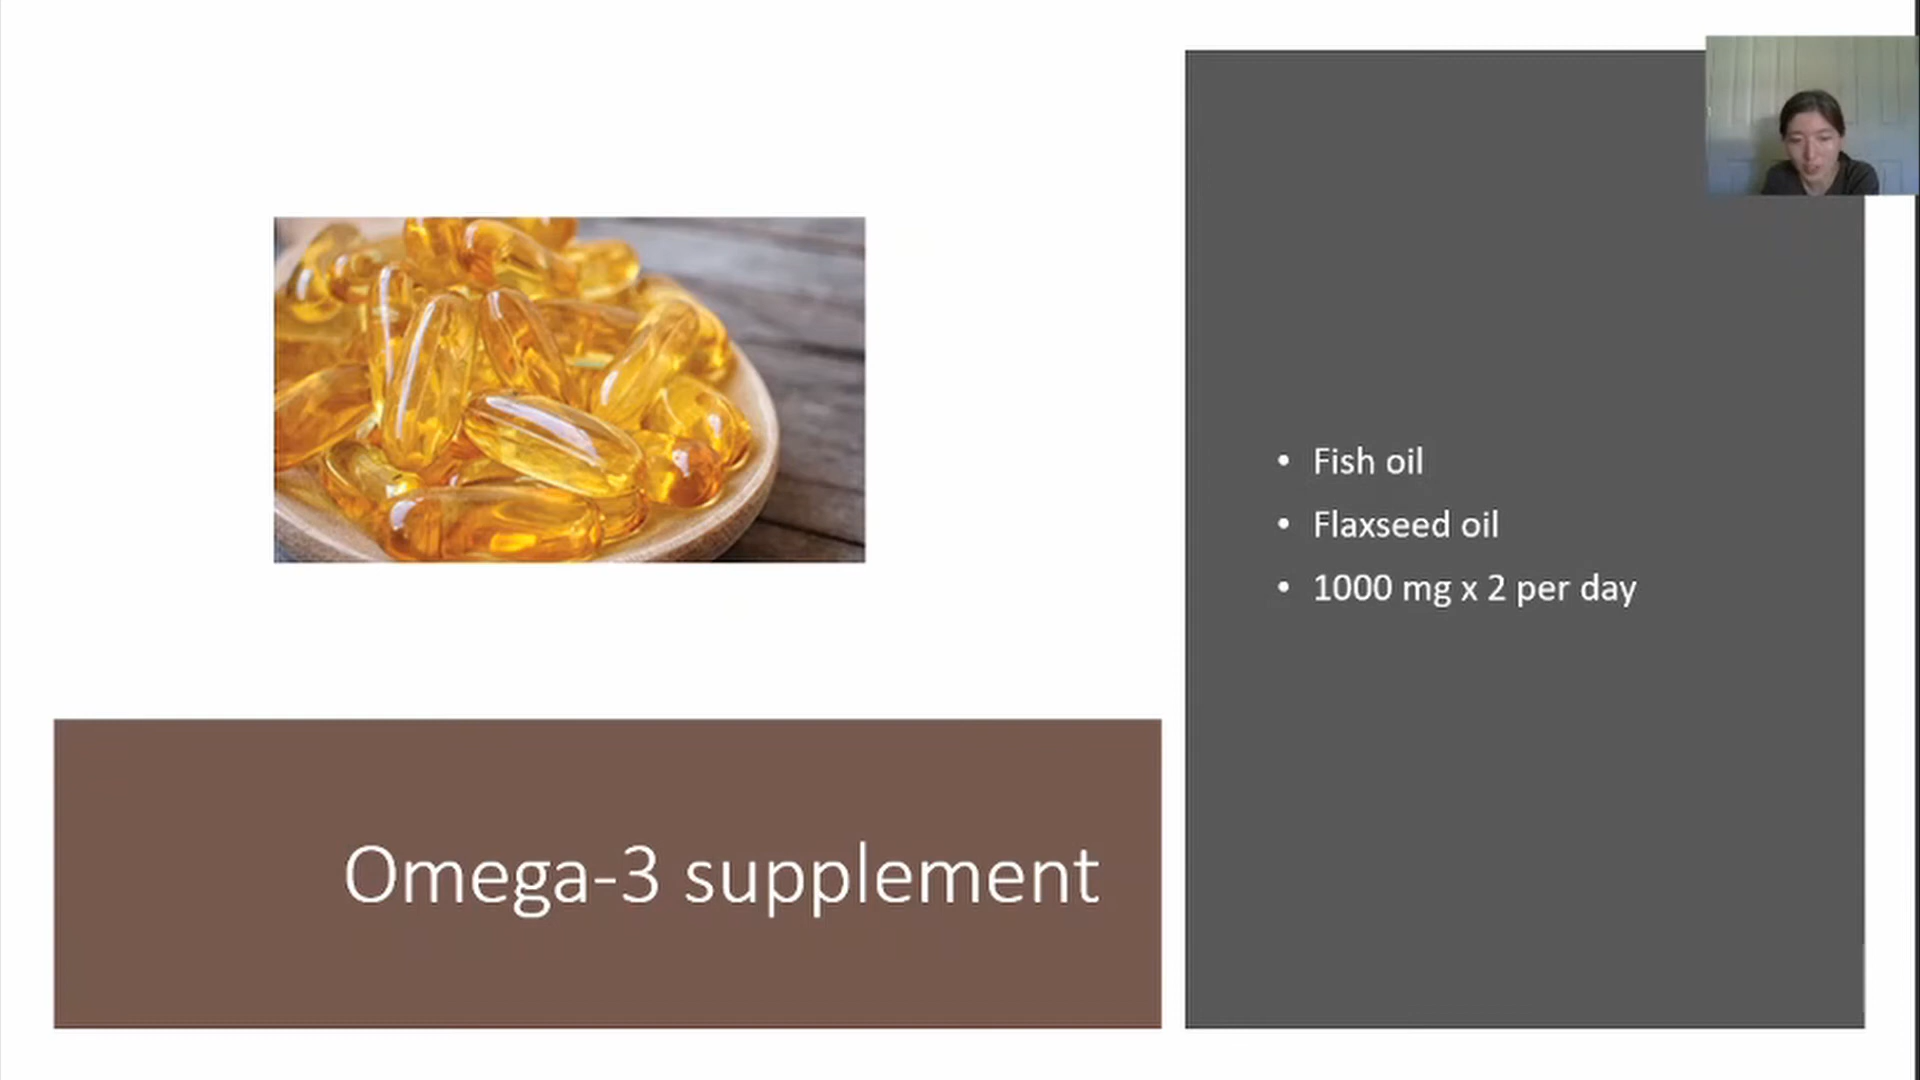 Fish oil
Flaxseed oil
1000 mg x 2 per day
Omega-3 supplement